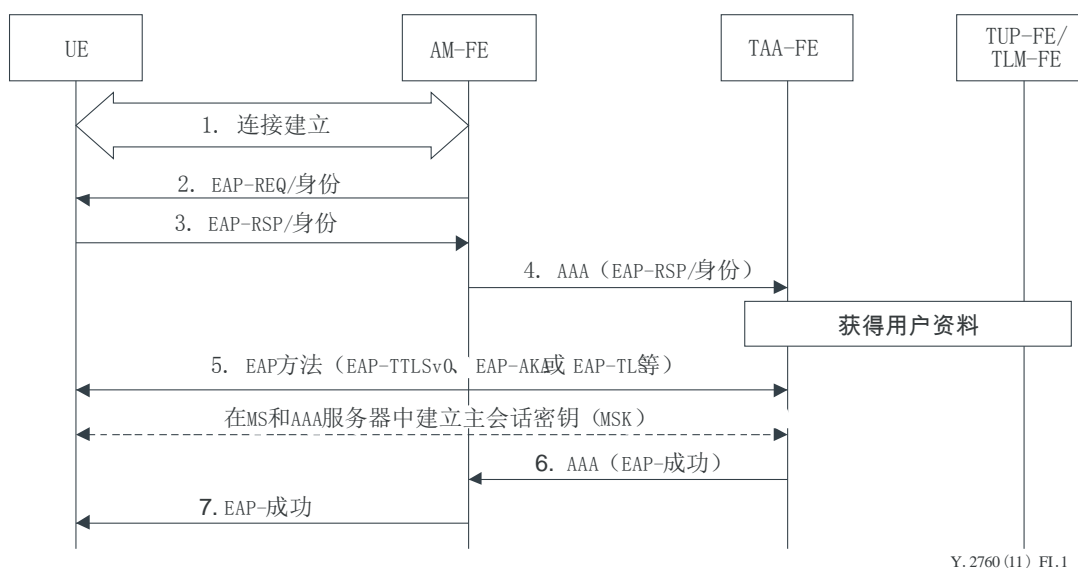 UE
AM-FE
TAA-FE
TUP-FE/
TLM-FE
1. 连接建立
2. EAP-REQ/身份
3. EAP-RSP/身份
4. AAA（EAP-RSP/身份）
获得用户资料
5. EAP方法（EAP-TTLSv0、EAP-AKA或 EAP-TLS等）
在MS和AAA服务器中建立主会话密钥（MSK）
6. AAA（EAP-成功）
7. EAP-成功
Y.2760(11)_FI.1